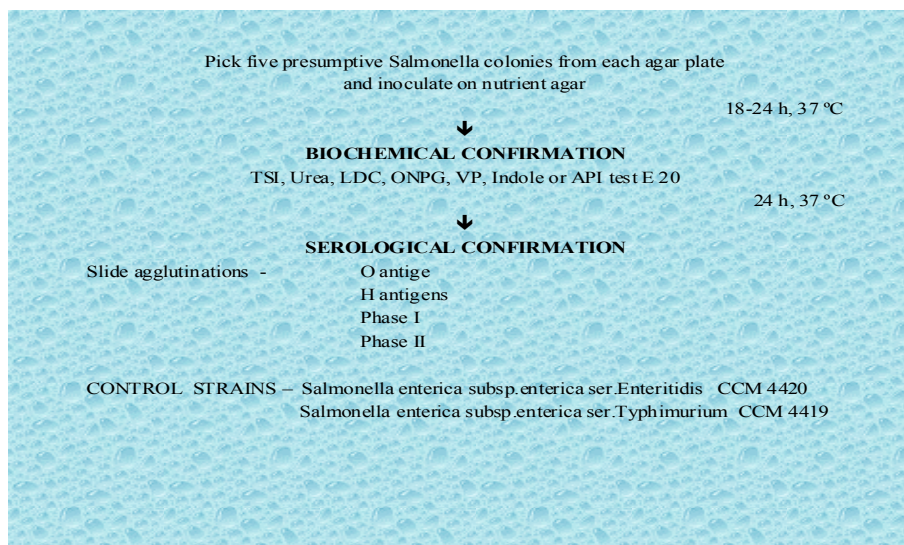 Pick five presumptive Salmonella colonies from each agar plate
and inoculate on nutrient agar
18-24 h, 37 ºC
🡻
BIOCHEMICAL CONFIRMATION
TSI, Urea, LDC, ONPG, VP, Indole or API test E 20
24 h, 37 ºC
🡻
SEROLOGICAL CONFIRMATION
Slide agglutinations - O antige
H antigens
Phase I
Phase II
CONTROL STRAINS – Salmonella enterica subsp.enterica ser.Enteritidis CCM 4420
Salmonella enterica subsp.enterica ser.Typhimurium CCM 4419